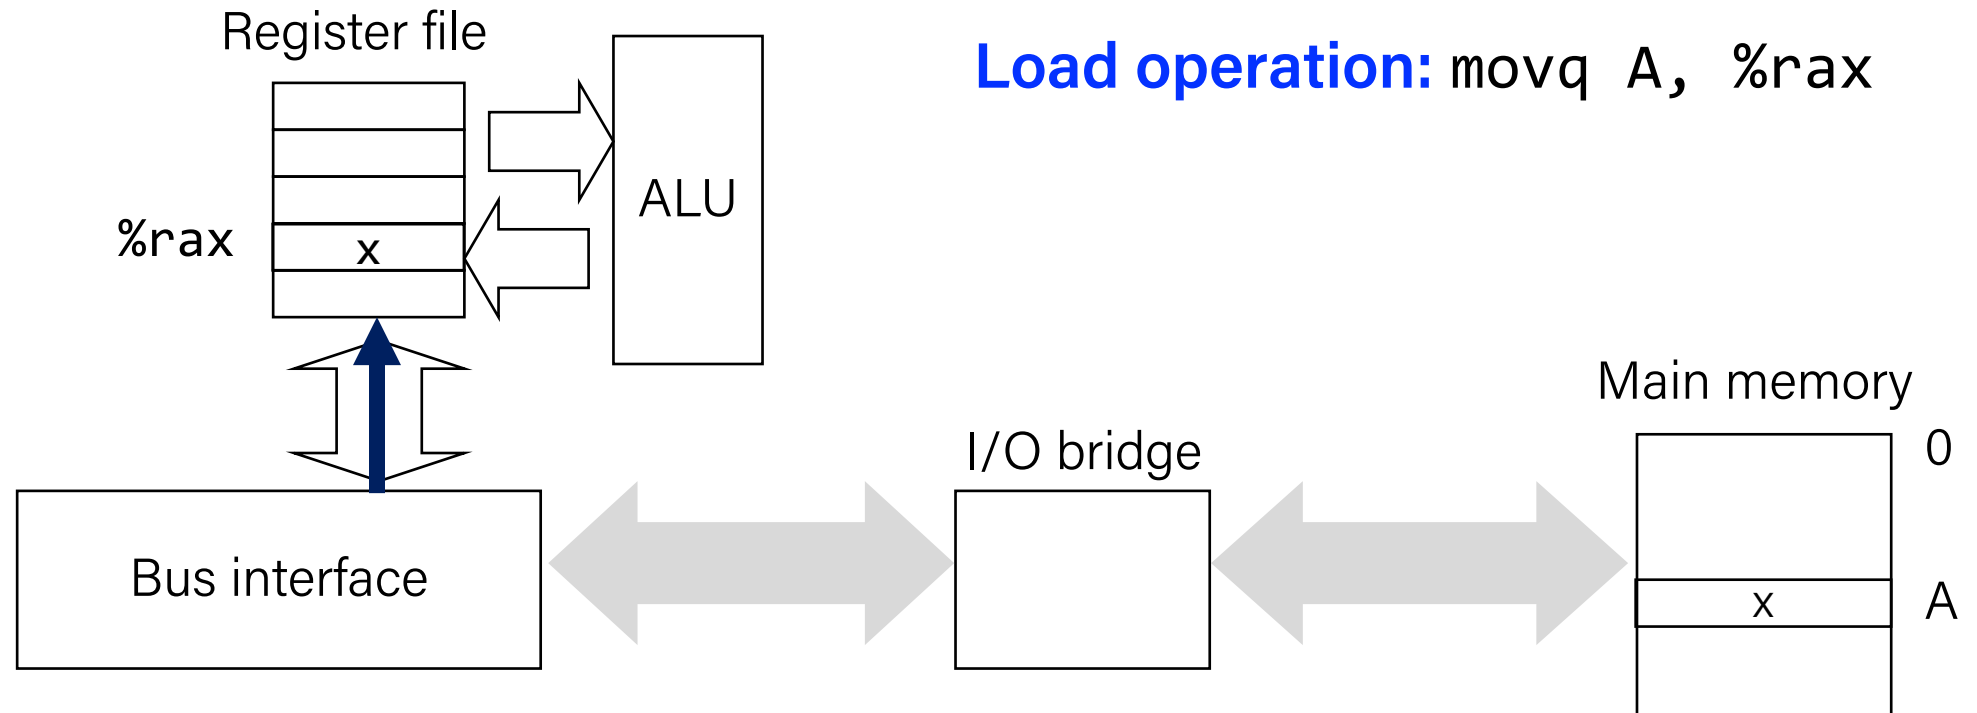 Register file
Load operation: movq A, %rax
ALU
%rax
x
Main memory
I/O bridge
0
Bus interface
x
A